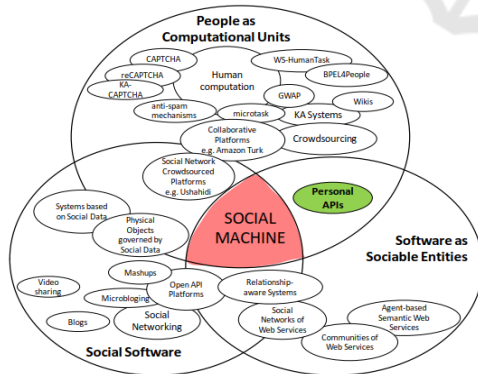 People as
Computational Units
CAPTCHA
reCAPTCHA
KA-
CAPTCHA
Human
computation
WS-HumanTask
BPEL4People
GWAP
Wikis
anti-spam
mechanisms
microtask
KA Systems
Collaborative
Platforms
e.g. Amazon Turk
Crowdsourcing
Social Network
Crowdsourced
Platforms
e.g. Ushahidi
Personal
APIs
Systems based
on Social Data
SOCIAL
MACHINE
Physical
Objects
governed by
Social Data
Software as
Sociable Entities
Mashups
Video
sharing
Open API
Platforms
Relationship-
aware Systems
Microbloging
Blogs
Social
Networking
Social
Networks of
Web Services
Agent-based
Semantic Web
Services
Communities of
Web Services
Social Software